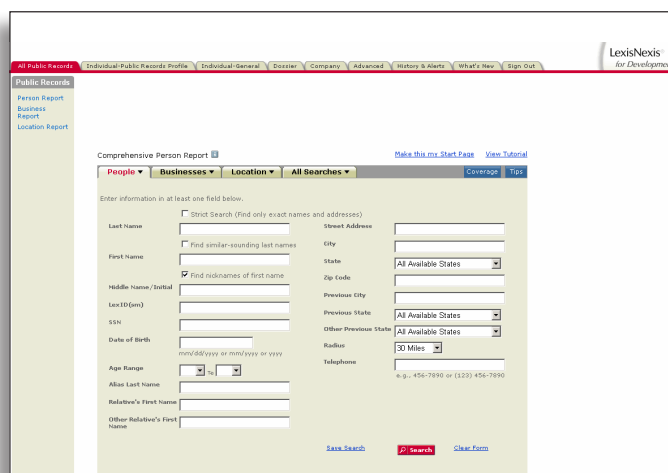 LexisNexis
for Developme
All Public Records Individual-Public Records Profile Individual-General Dossier Company Advanced History & Alerts What's New Sign Out
Public Records
Person Report
Business
Report
Location Report
Comprehensive Person Report Make this my Start Page View Tutorial
People Businesses Location All Searches Coverage Tips
Enter information in at least one field below.
Strict Search (Find only exact names and addresses)
Last Name
Find similar-sounding last names
First Name
Find nicknames of first name
Middle Name/Initial
LexID(sm)
SSN
Date of Birth
mm/dd/yyyy or mm/yyyy or yyyy
Age Range To
Alias Last Name
Relative's First Name
Other Relative's First
Name
Street Address
City
State All Available States
Zip Code
Previous City
Previous State All Available States
Other Previous State All Available States
Radius 30 Miles
Telephone
e.g., 456-7890 or (123) 456-7890
Save Search Search Clear Form